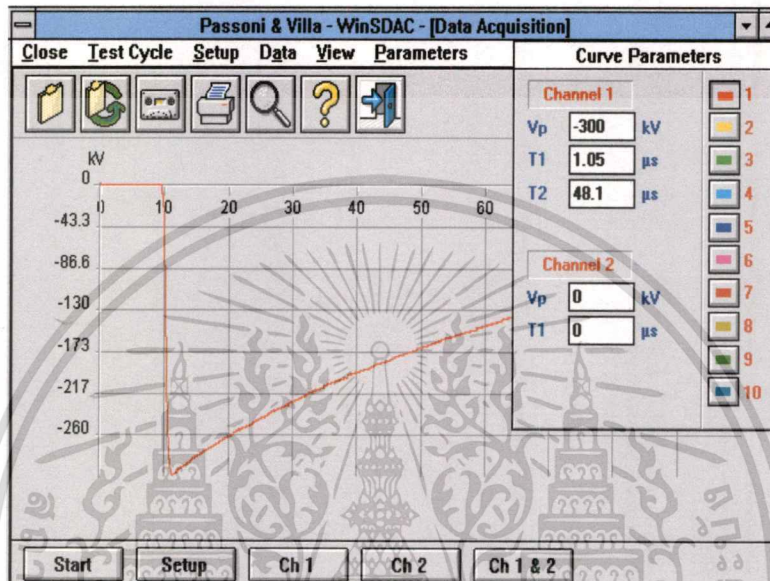 Passoni & Villa - WinSDAC - [Data Acquisition]
Close Test Cycle Setup Data View Parameters
Curve Parameters
Channel 1
Vp -300 kV
T1 1.05 µs
T2 48.1 µs
Channel 2
Vp 0 kV
T1 0 µs
1
2
3
4
5
6
7
8
9
10
kV
0
0 10 20 30 40 50 60
-43.3
-86.6
-130
-173
-217
-260
Start Setup Ch 1 Ch 2 Ch 1 & 2